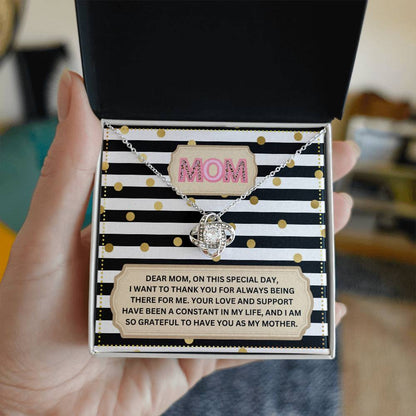 MOM
DEAR MOM, ON THIS SPECIAL DAY,
I WANT TO THANK YOU FOR ALWAYS BEING
THERE FOR ME. YOUR LOVE AND SUPPORT
HAVE BEEN A CONSTANT IN MY LIFE, AND I AM
SO GRATEFUL TO HAVE YOU AS MY MOTHER.